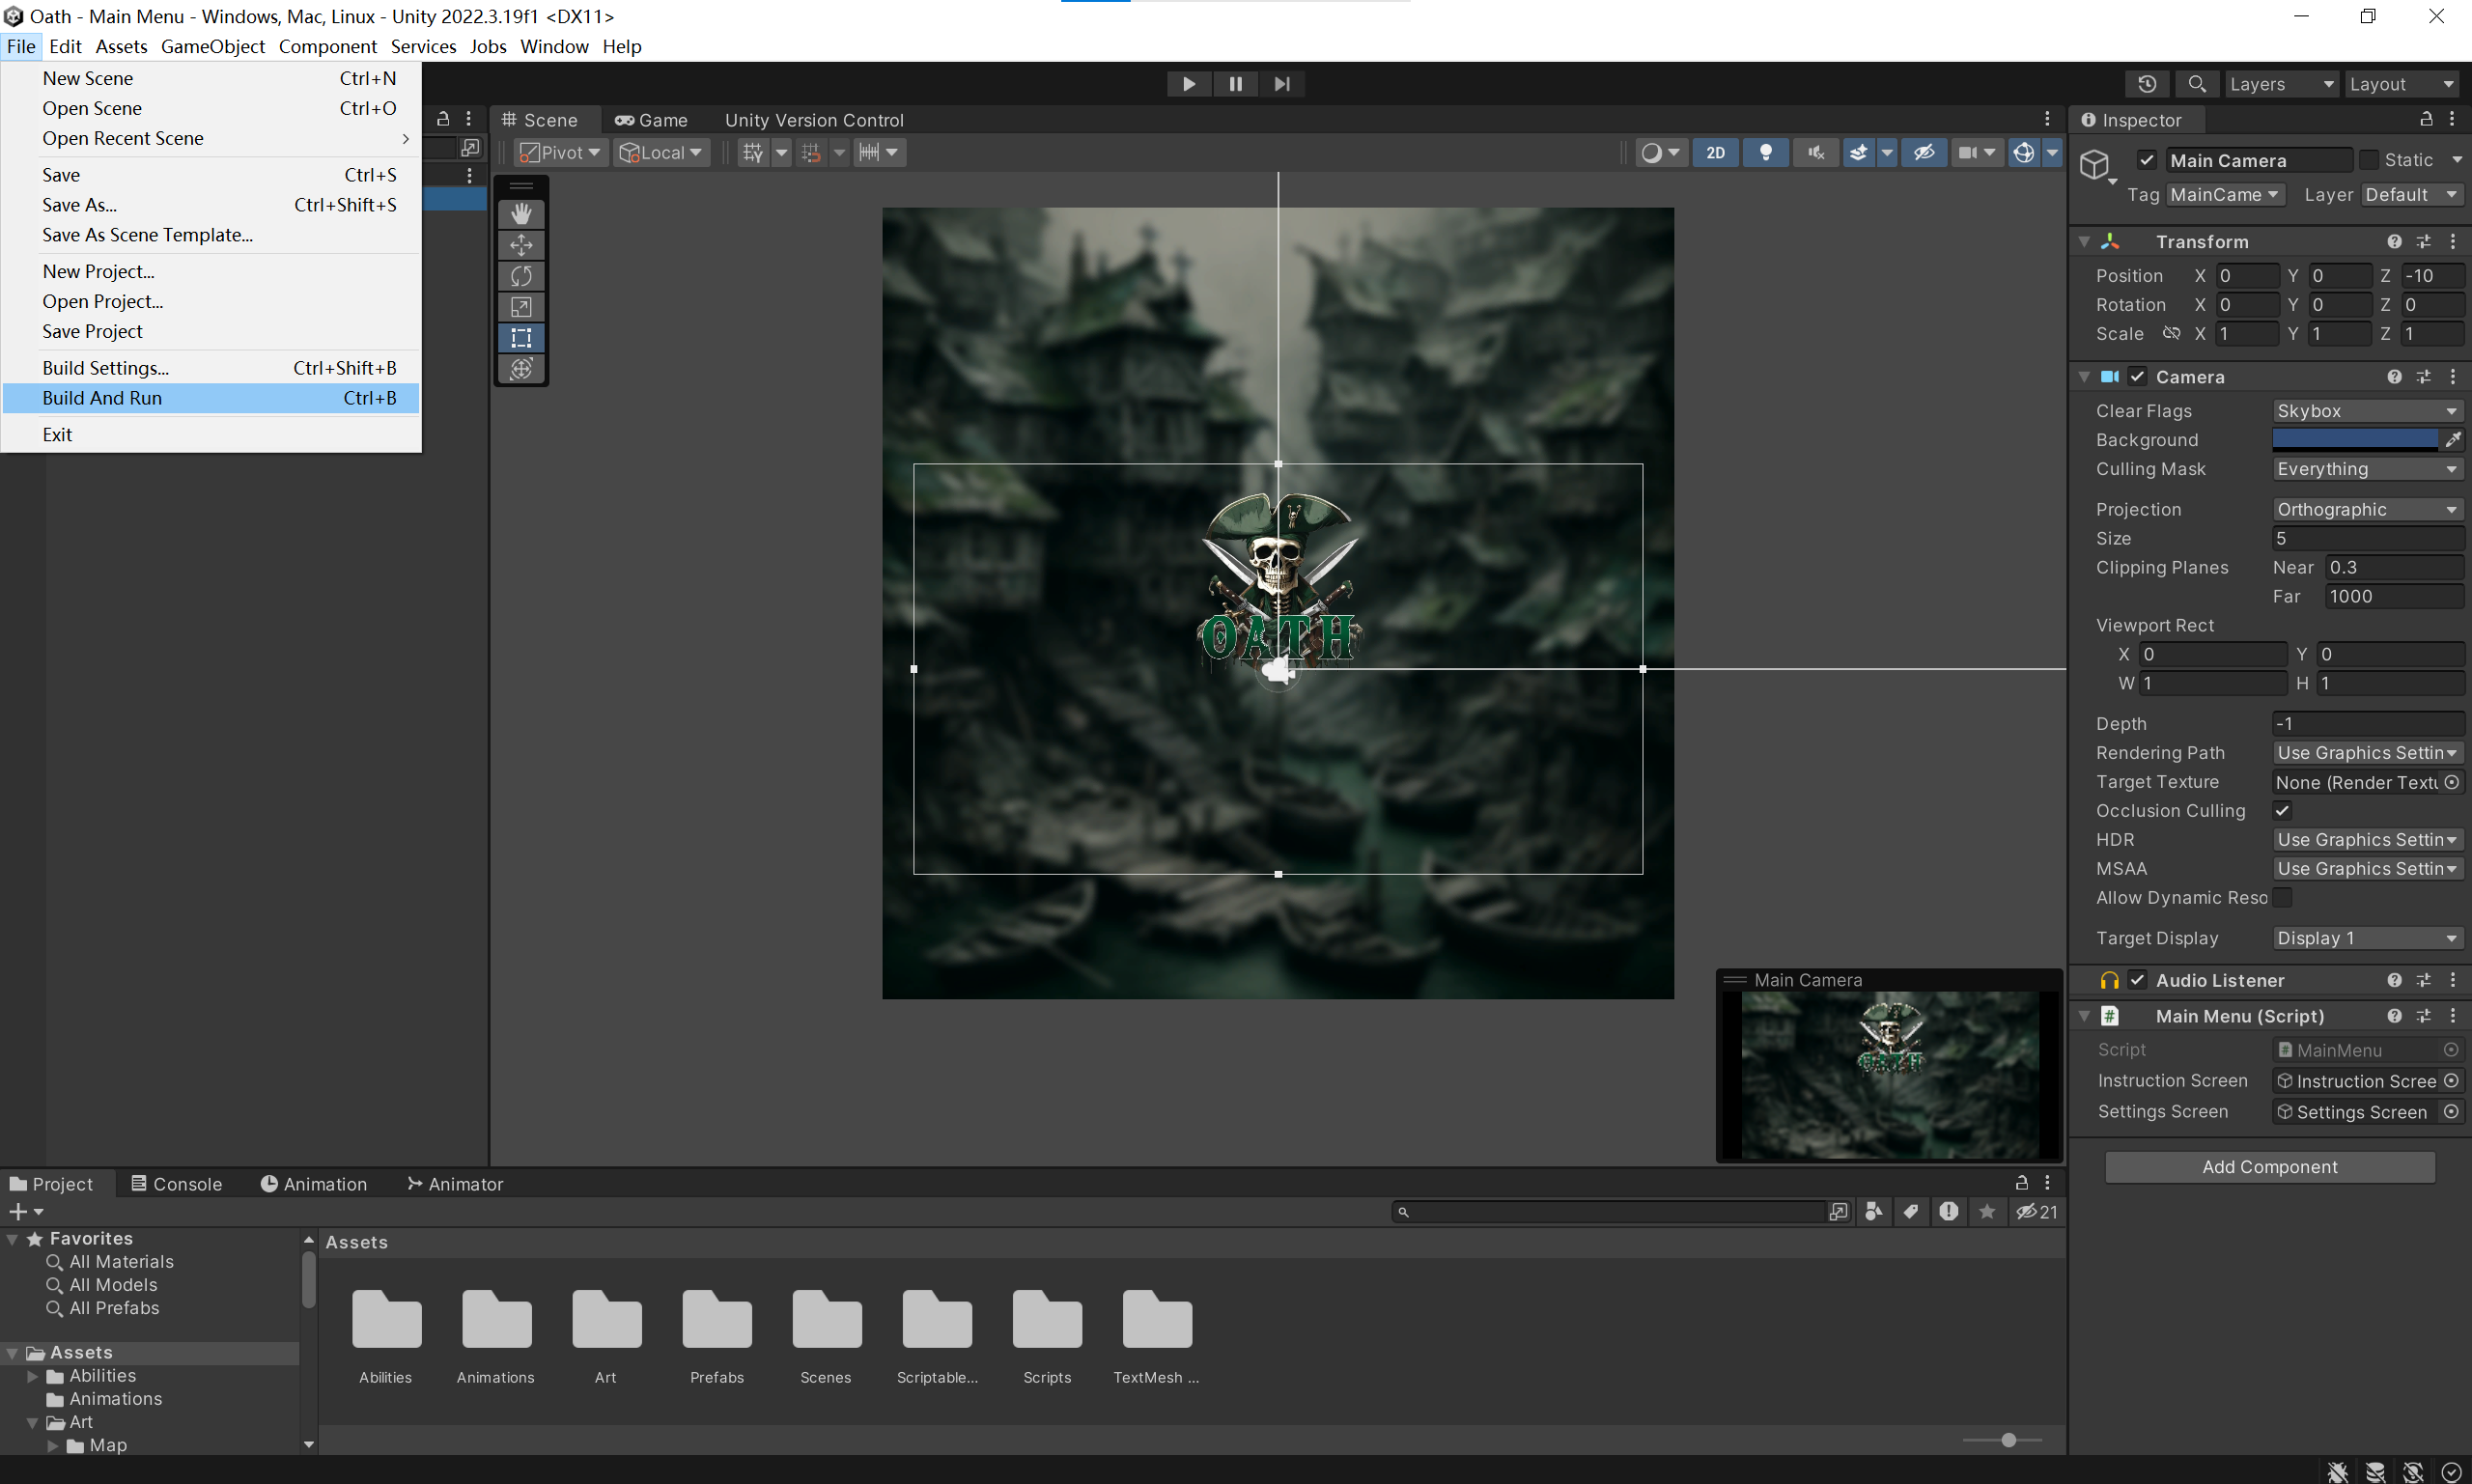 Oath - Main Menu - Windows, Mac, Linux - Unity 2022.3.19f1 <DX11>
File Edit Assets GameObject Component Services Jobs Window Help
New Scene Ctrl+N
Open Scene Ctrl+O
Open Recent Scene
Save Ctrl+S
Save As... Ctrl+Shift+S
Save As Scene Template...
New Project...
Open Project...
Save Project
Build Settings... Ctrl+Shift+B
Build And Run Ctrl+B
Exit
Layers Layout
Scene Game Unity Version Control
Pivot Local 2D
OATH
Main Camera
OATH
Inspector
Main Camera Static
Tag MainCame Layer Default
Transform
Position X 0 Y 0 Z -10
Rotation X 0 Y 0 Z 0
Scale X 1 Y 1 Z 1
Camera
Clear Flags Skybox
Background
Culling Mask Everything
Projection Orthographic
Size 5
Clipping Planes Near 0.3
Far 1000
Viewport Rect
X 0 Y 0
W 1 H 1
Depth -1
Rendering Path Use Graphics Settin
Target Texture None (Render Textu
Occlusion Culling
HDR Use Graphics Settin
MSAA Use Graphics Settin
Allow Dynamic Reso
Target Display Display 1
Audio Listener
Main Menu (Script)
Script MainMenu
Instruction Screen Instruction Scree
Settings Screen Settings Screen
Add Component
Project Console Animation Animator
21
Favorites
All Materials
All Models
All Prefabs
Assets
Abilities
Animations
Art
Map
Assets
Abilities Animations Art Prefabs Scenes Scriptable... Scripts TextMesh ...